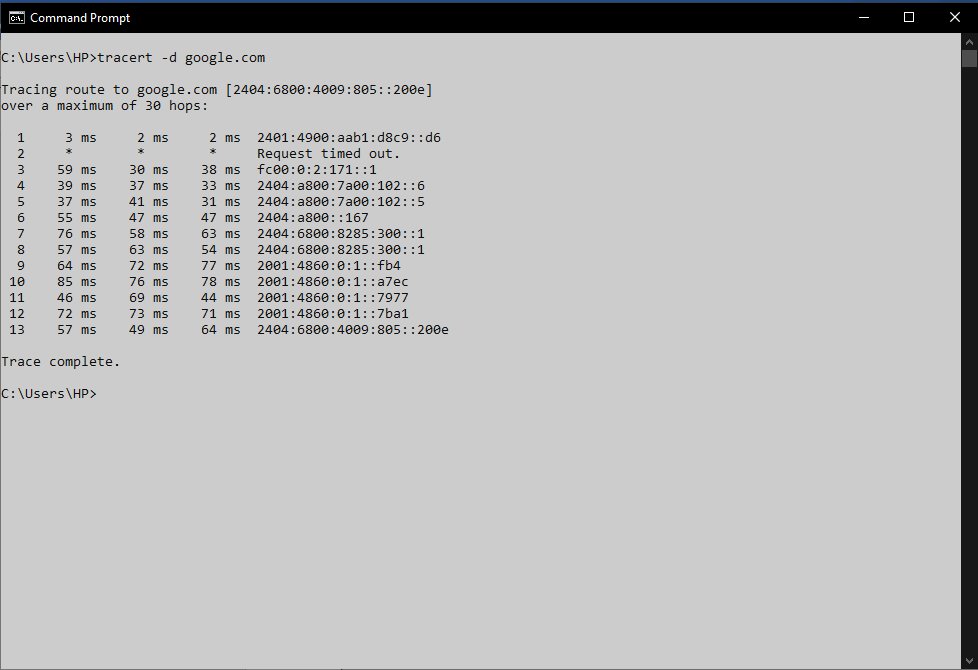 Command Prompt
C:\Users\HP>tracert -d google.com
Tracing route to google.com [2404:6800:4009:805::200e]
over a maximum of 30 hops:
1 3 ms 2 ms 2 ms 2401:4900:aab1:d8c9::d6
2 * * * Request timed out.
3 59 ms 30 ms 38 ms fc00:0:2:171::1
4 39 ms 37 ms 33 ms 2404:a800:7a00:102::6
5 37 ms 41 ms 31 ms 2404:a800:7a00:102::5
6 55 ms 47 ms 47 ms 2404:a800::167
7 76 ms 58 ms 63 ms 2404:6800:8285:300::1
8 57 ms 63 ms 54 ms 2404:6800:8285:300::1
9 64 ms 72 ms 77 ms 2001:4860:0:1::fb4
10 85 ms 76 ms 78 ms 2001:4860:0:1::a7ec
11 46 ms 69 ms 44 ms 2001:4860:0:1::7977
12 72 ms 73 ms 71 ms 2001:4860:0:1::7ba1
13 57 ms 49 ms 64 ms 2404:6800:4009:805::200e
Trace complete.
C:\Users\HP>